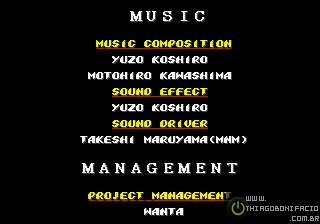 MUSIC
MUSIC COMPOSITION
YUZO KOSHIRO
MOTOHIRO KAWASHIMA
SOUND EFFECT
YUZO KOSHIRO
SOUND DRIVER
TAKESHI MARUYAMA(MNM)
MANAGEMENT
PROJECT MANAGEMENT
WANTA
WWW.
THIAGOBONIFACIO
.COM.BR